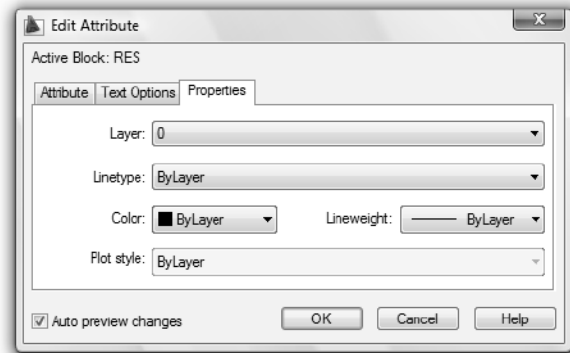 Edit Attribute
Active Block: RES
Attribute Text Options Properties
Layer: 0
Linetype: ByLayer
Color: ByLayer Lineweight: ByLayer
Plot style: ByLayer
Auto preview changes OK Cancel Help